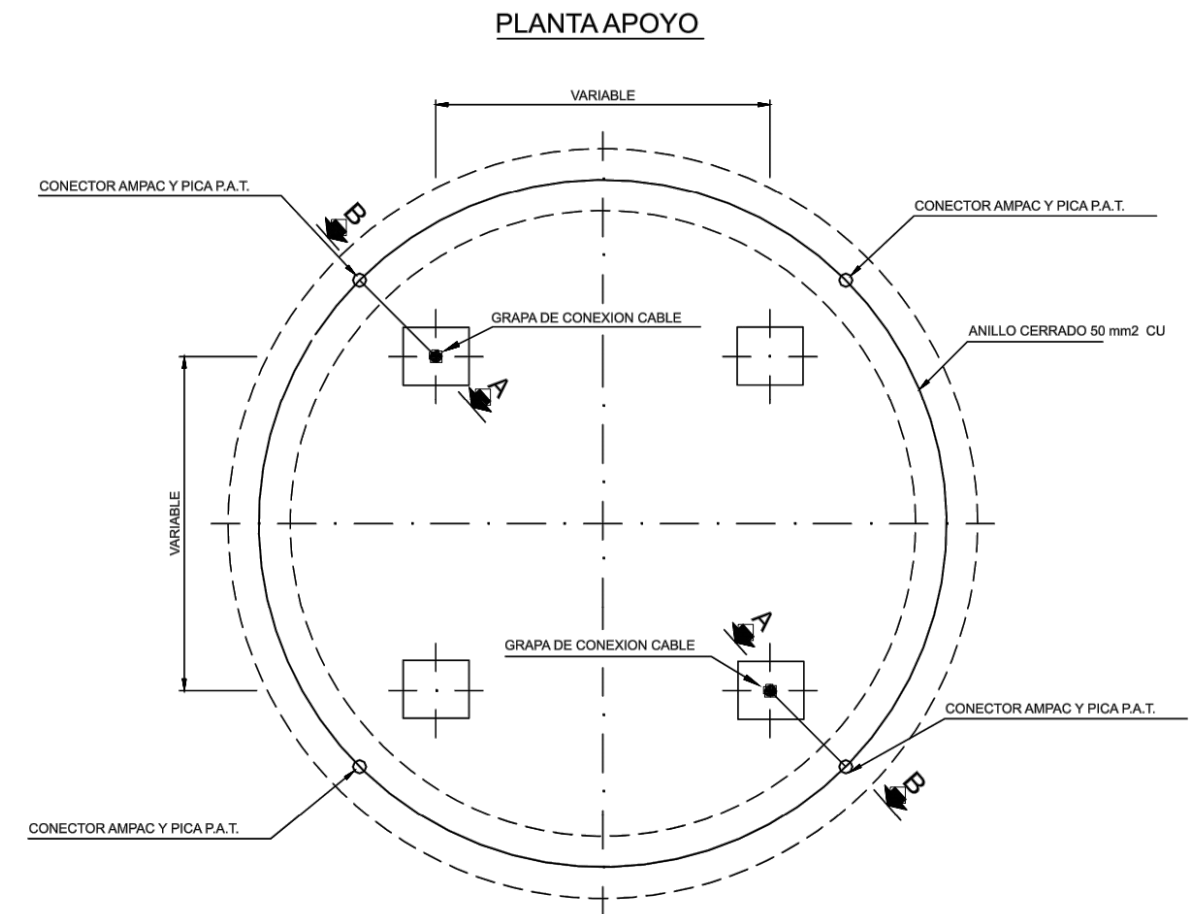 PLANTA APOYO
VARIABLE
CONECTOR AMPAC Y PICA P.A.T.
CONECTOR AMPAC Y PICA P.A.T.
B
GRAPA DE CONEXION CABLE
ANILLO CERRADO 50 mm2 CU
A
VARIABLE
A
GRAPA DE CONEXION CABLE
CONECTOR AMPAC Y PICA P.A.T.
B
CONECTOR AMPAC Y PICA P.A.T.